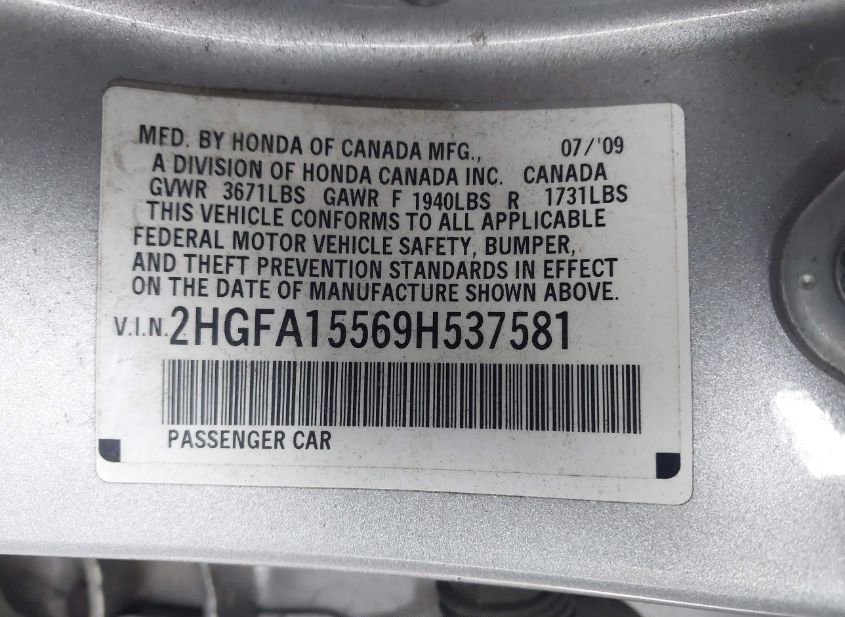 MFD. BY HONDA OF CANADA MFG., 07/'09
A DIVISION OF HONDA CANADA INC. CANADA
GVWR 3671LBS GAWR F 1940LBS R 1731LBS
THIS VEHICLE CONFORMS TO ALL APPLICABLE
FEDERAL MOTOR VEHICLE SAFETY, BUMPER,
AND THEFT PREVENTION STANDARDS IN EFFECT
ON THE DATE OF MANUFACTURE SHOWN ABOVE.
V.I.N. 2HGFA15569H537581
PASSENGER CAR